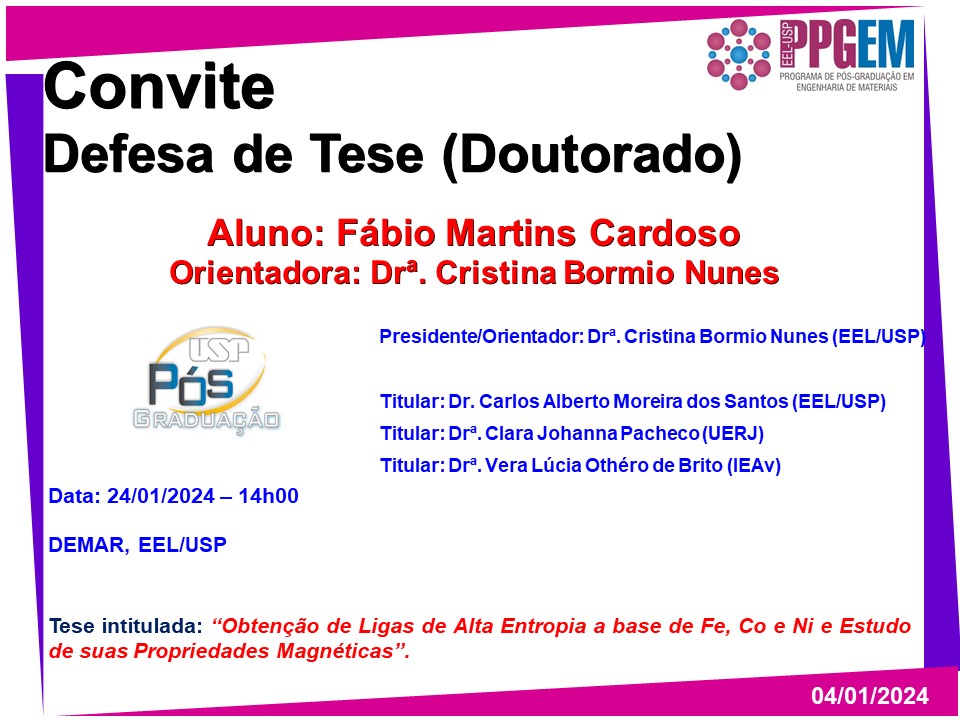 Convite
Defesa de Tese (Doutorado)
EEL-USP
PPGEM
PROGRAMA DE PÓS-GRADUAÇÃO EM
ENGENHARIA DE MATERIAIS
Aluno: Fábio Martins Cardoso
Orientadora: Drª. Cristina Bormio Nunes
USP
PÓS
GRADUAÇÃO
Presidente/Orientador: Drª. Cristina Bormio Nunes (EEL/USP)
Titular: Dr. Carlos Alberto Moreira dos Santos (EEL/USP)
Titular: Drª. Clara Johanna Pacheco (UERJ)
Titular: Drª. Vera Lúcia Othéro de Brito (IEAv)
Data: 24/01/2024 – 14h00
DEMAR, EEL/USP
Tese intitulada: “Obtenção de Ligas de Alta Entropia a base de Fe, Co e Ni e Estudo
de suas Propriedades Magnéticas”.
04/01/2024